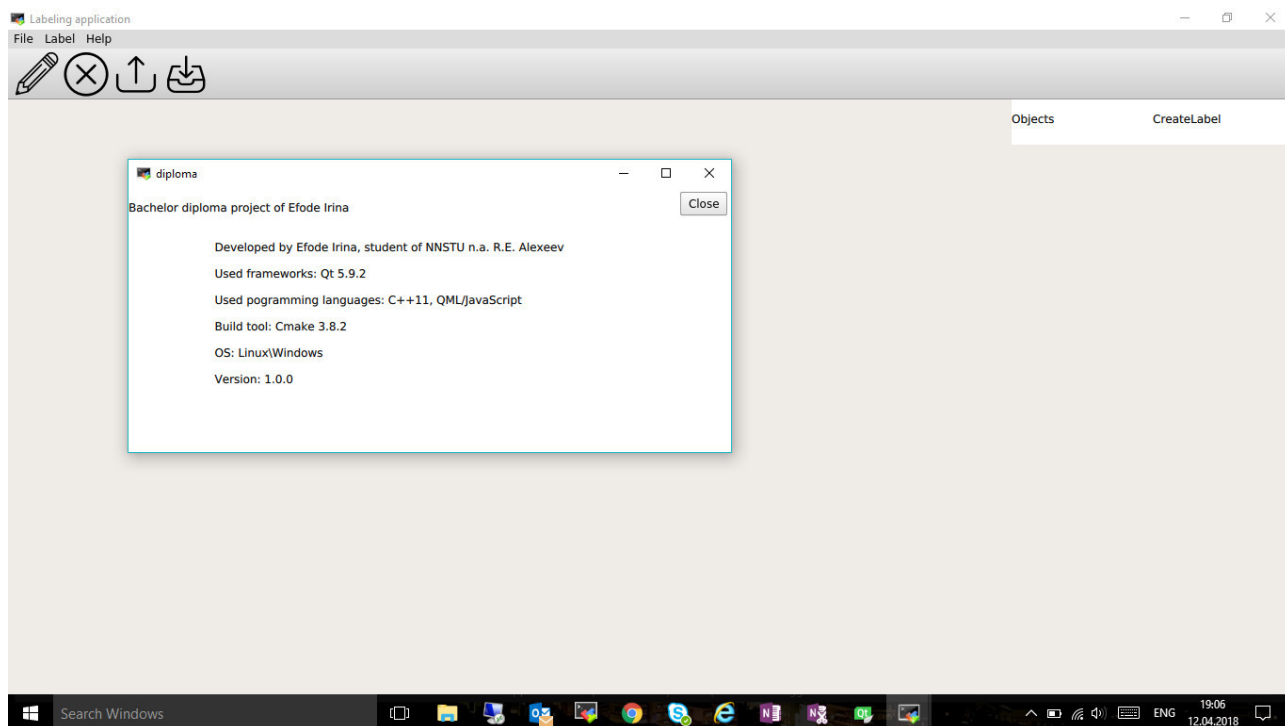 Labeling application
File Label Help
Objects CreateLabel
diploma
Bachelor diploma project of Efode Irina
Close
Developed by Efode Irina, student of NNSTU n.a. R.E. Alexeev
Used frameworks: Qt 5.9.2
Used pogramming languages: C++11, QML/JavaScript
Build tool: Cmake 3.8.2
OS: Linux\Windows
Version: 1.0.0
Search Windows
ENG
19:06
12.04.2018